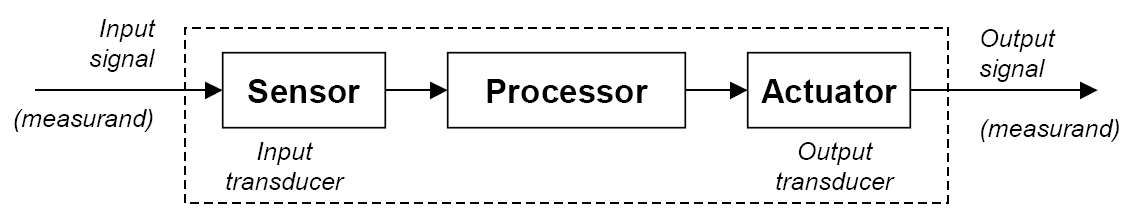 Input
signal
(measurand)
Sensor
Input
transducer
Processor
Actuator
Output
transducer
Output
signal
(measurand)